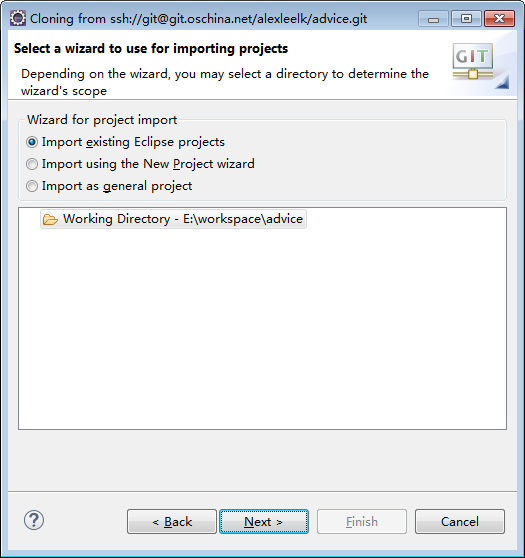 Cloning from ssh://git@git.oschina.net/alexleelk/advice.git
Select a wizard to use for importing projects
Depending on the wizard, you may select a directory to determine the
wizard's scope
GIT
Wizard for project import
Import existing Eclipse projects
Import using the New Project wizard
Import as general project
Working Directory - E:\workspace\advice
?
< Back
Next >
Finish
Cancel